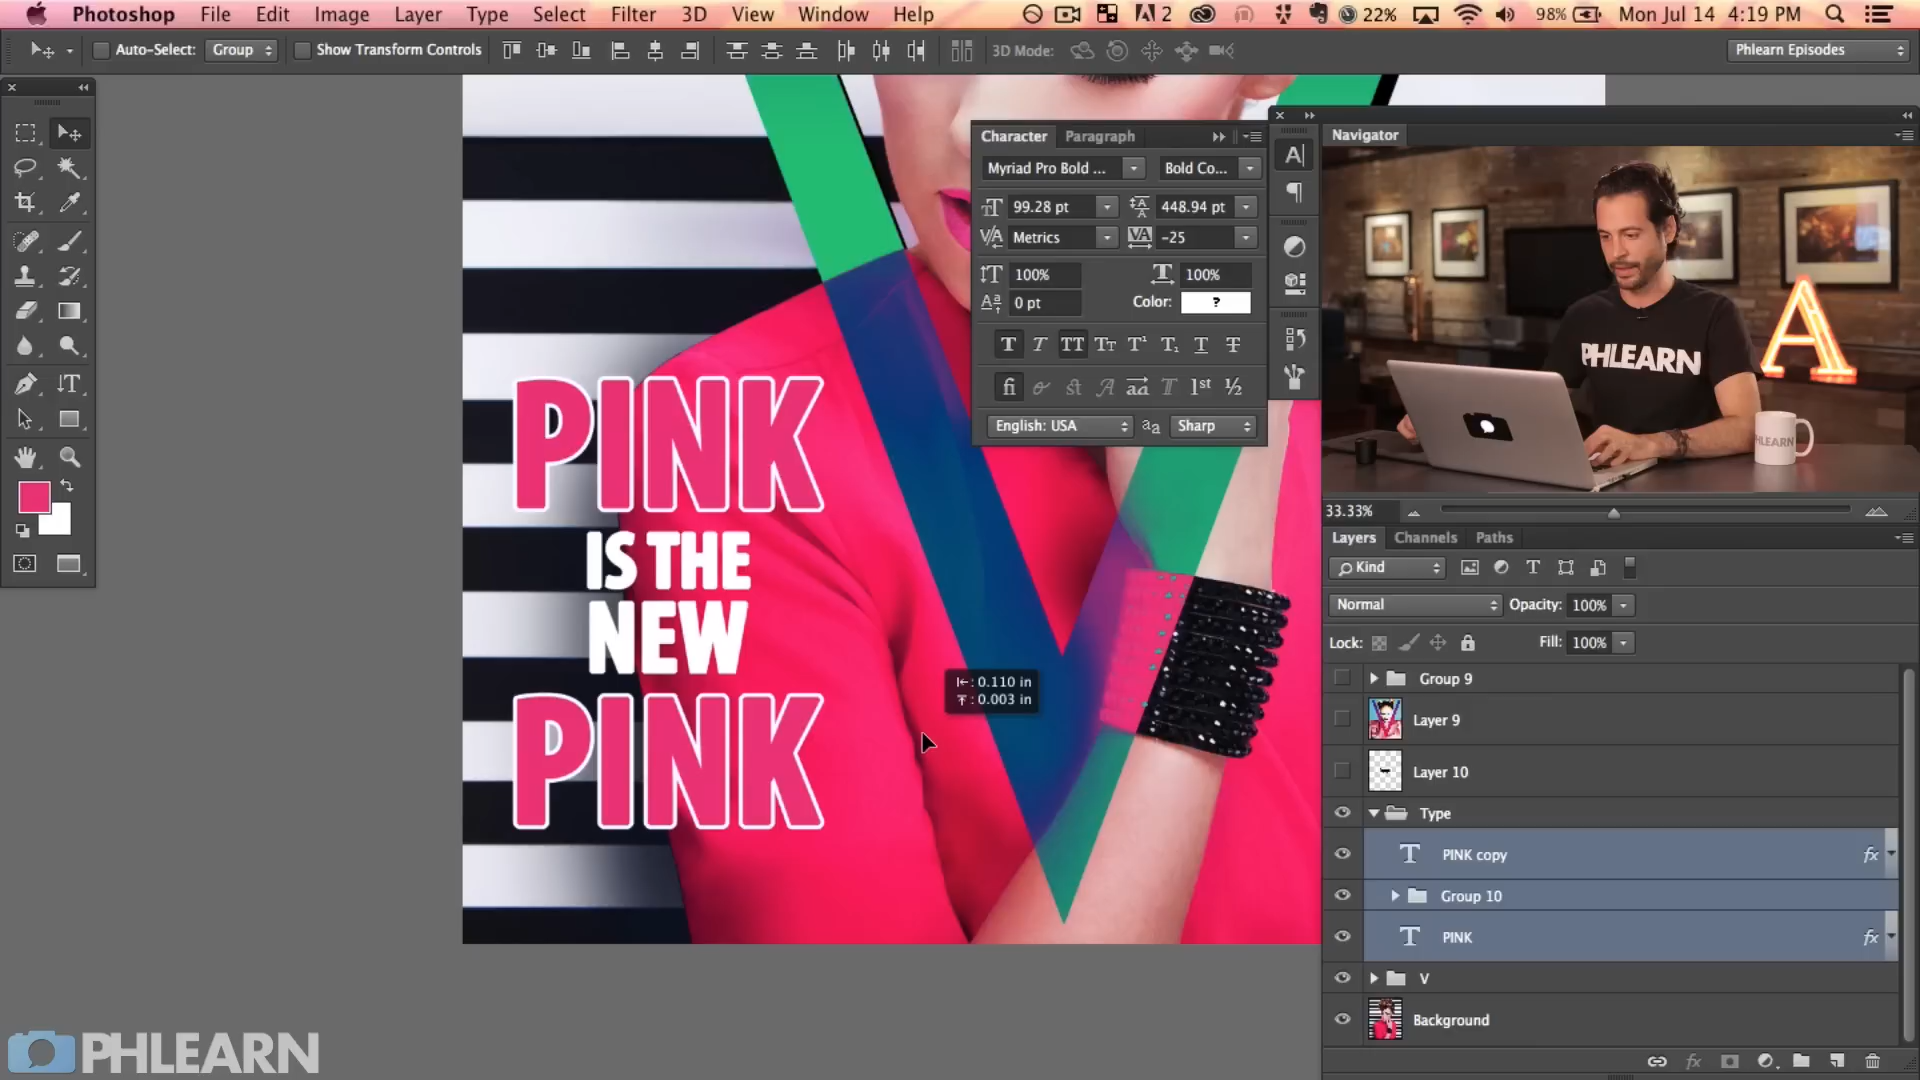 Photoshop File Edit Image Layer Type Select Filter 3D View Window Help
2 22% 98% Mon Jul 14 4:19 PM
Auto-Select: Group Show Transform Controls 3D Mode: Phlearn Episodes
Character Paragraph
Myriad Pro Bold ... Bold Co...
99.28 pt 448.94 pt
Metrics -25
100% 100%
0 pt Color: ?
English: USA Sharp
Navigator
PHLEARN
A
33.33%
Layers Channels Paths
Kind
Normal Opacity: 100%
Lock: Fill: 100%
Group 9
Layer 9
Layer 10
Type
PINK copy fx
Group 10
PINK fx
V
Background
PINK
IS THE
NEW
PINK
: 0.110 in
: 0.003 in
PHLEARN